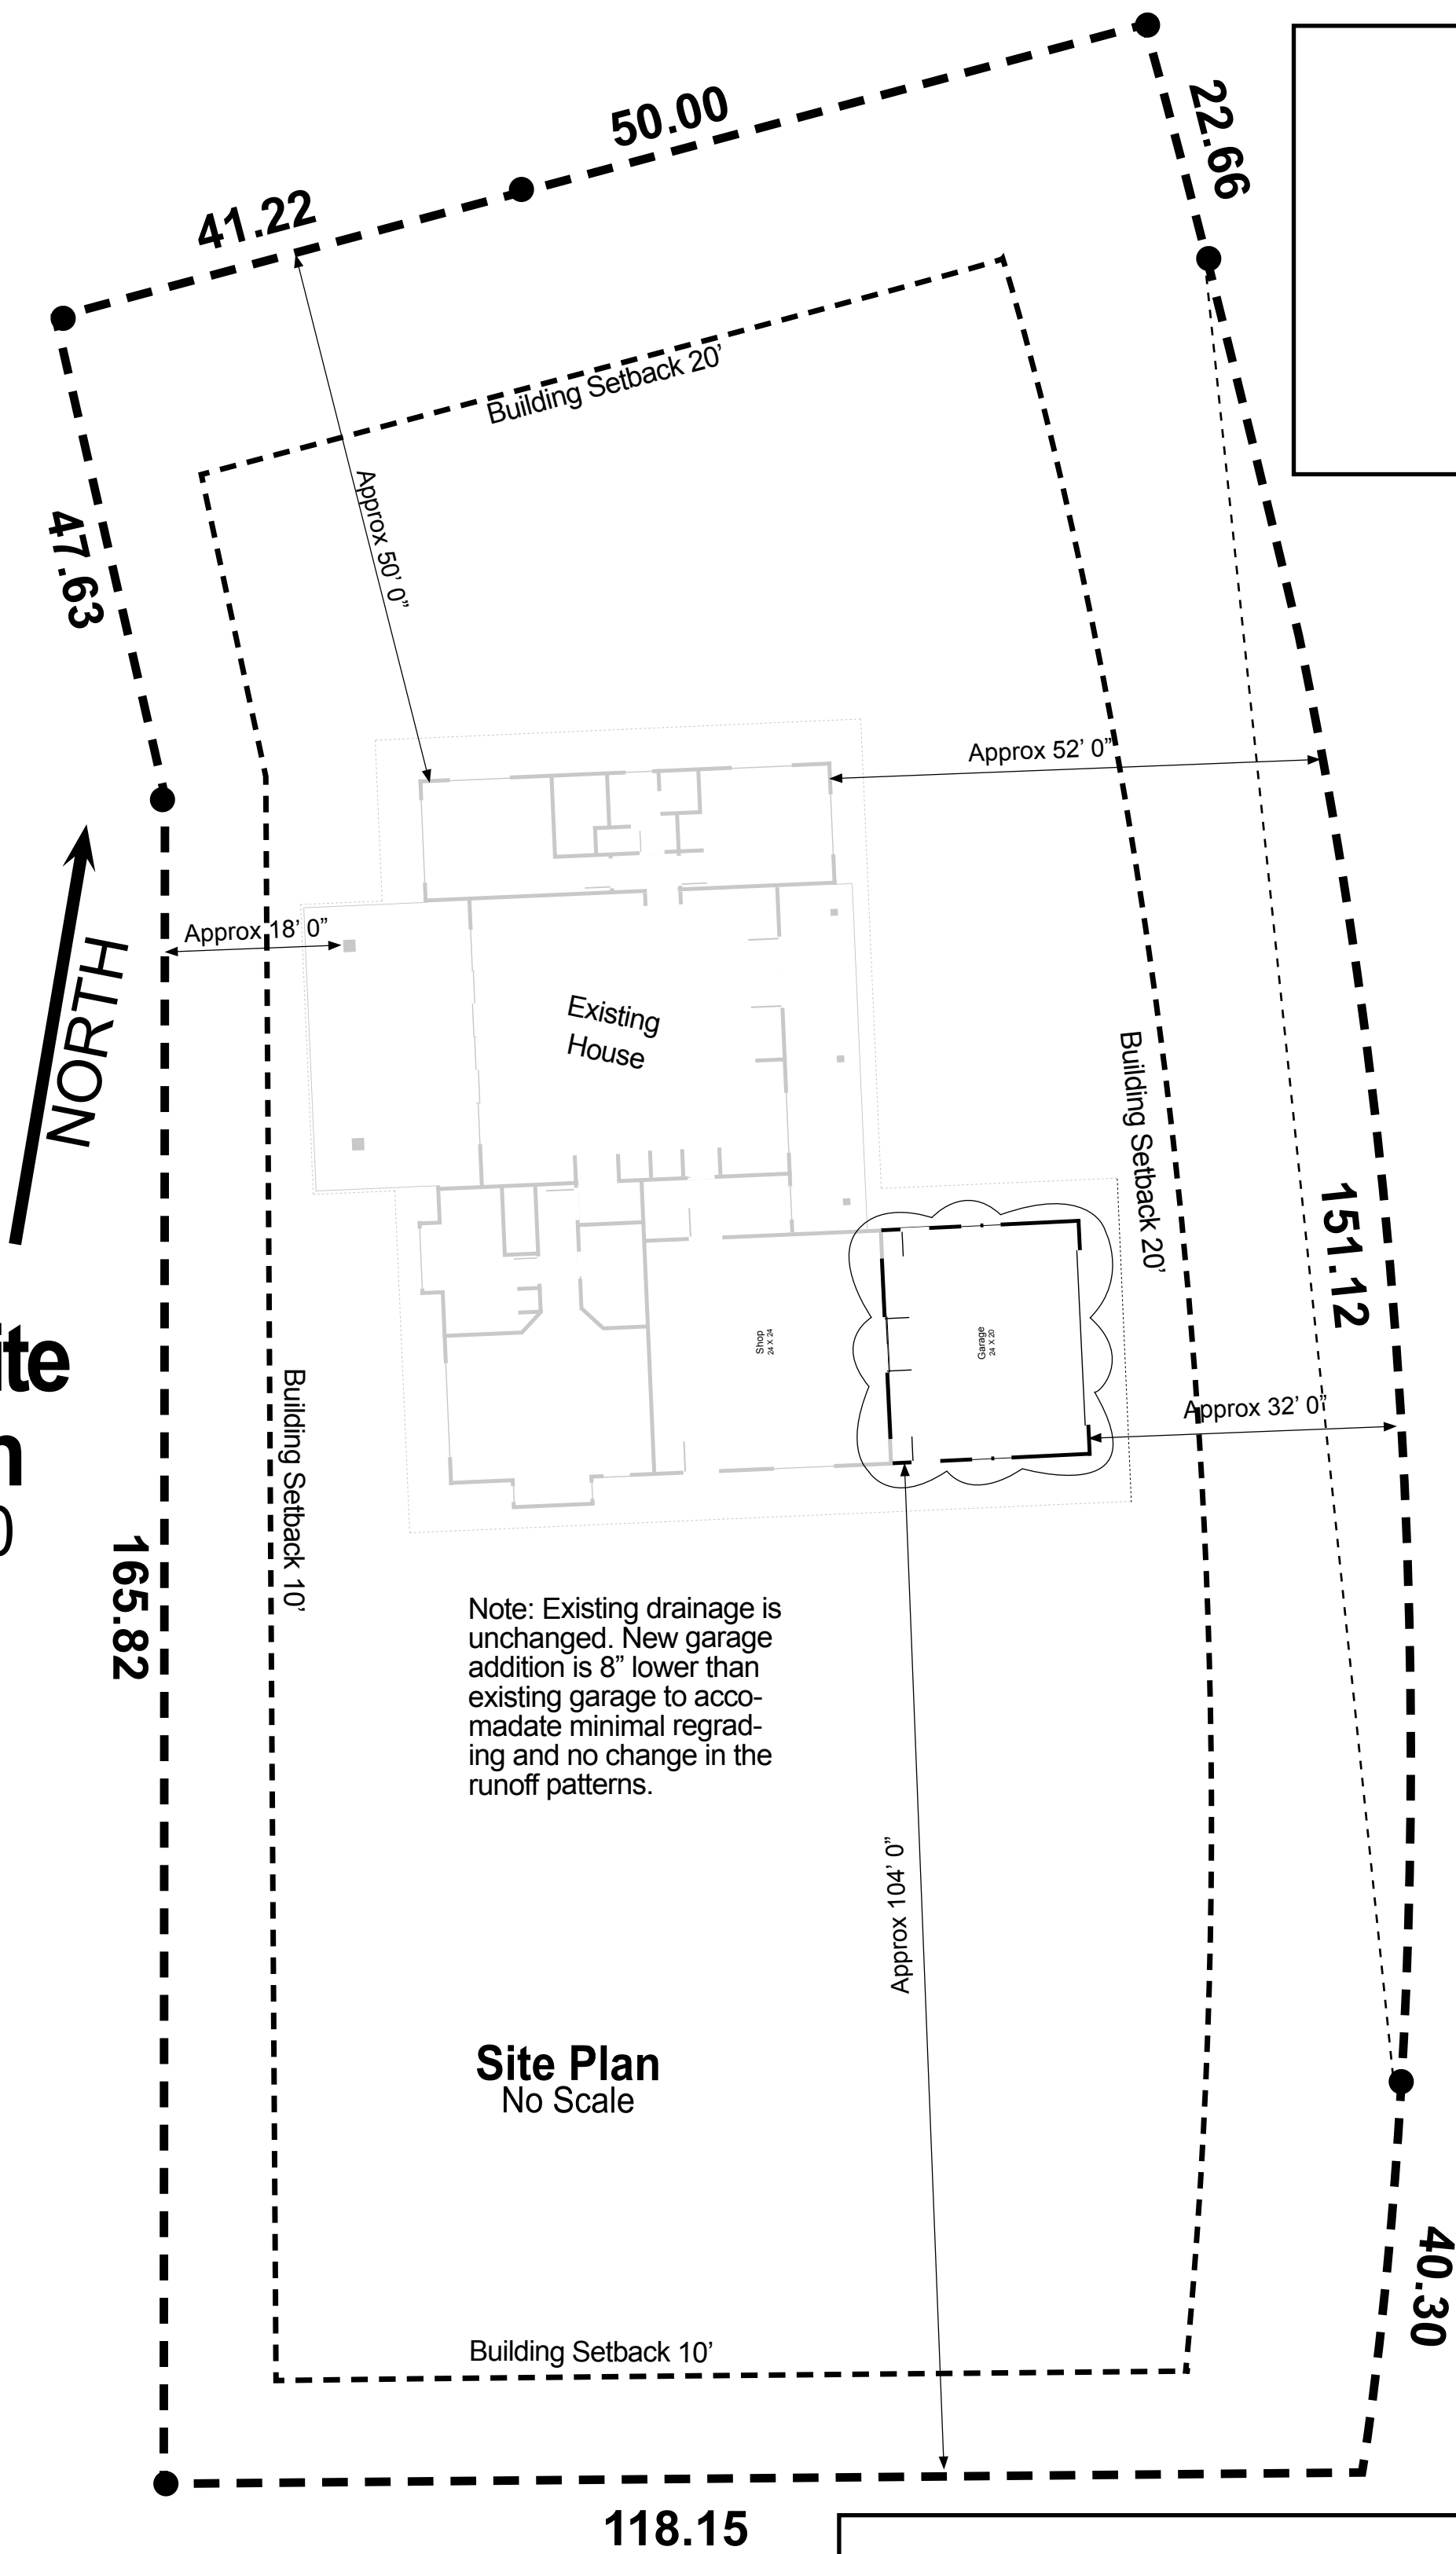 50.00
22.66
41.22
Building Setback 20’
47.63
Approx 50’ 0”
Approx 52’ 0”
Approx 18’ 0”
NORTH
Existing
House
Building Setback 20’
151.12
Shop
24 X 24
Garage
24 X 20
Approx 32’ 0”
Building Setback 10’
165.82
Note: Existing drainage is
unchanged. New garage
addition is 8” lower than
existing garage to acco-
madate minimal regrad-
ing and no change in the
runoff patterns.
Approx 104’ 0”
Site Plan
No Scale
40.30
Building Setback 10’
118.15